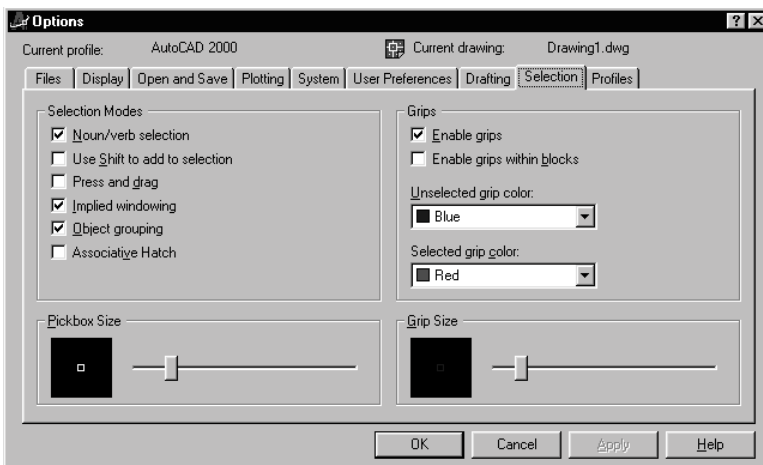 Options
Current profile: AutoCAD 2000 Current drawing: Drawing1.dwg
Files Display Open and Save Plotting System User Preferences Drafting Selection Profiles
Selection Modes
Noun/verb selection
Use Shift to add to selection
Press and drag
Implied windowing
Object grouping
Associative Hatch
Grips
Enable grips
Enable grips within blocks
Unselected grip color:
Blue
Selected grip color:
Red
Pickbox Size
Grip Size
OK Cancel Apply Help